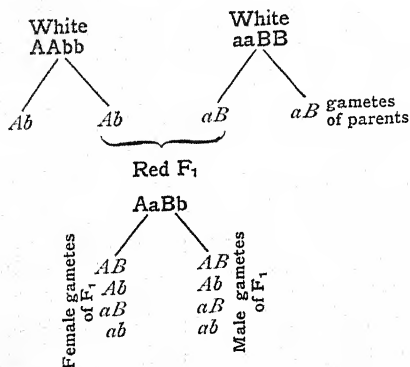 White
AAbb
White
aaBB
Ab
Ab
aB
aB gametes
of parents
Red F₁
AaBb
Female gametes
of F₁
AB
Ab
aB
ab
AB
Ab
aB
ab
Male gametes
of F₁